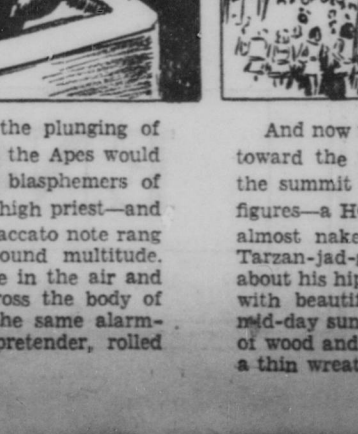 the plunging of
the Apes would
blasphemers of
high priest—and
accato note rang
ound multitude.
e in the air and
ross the body of
he same alarm-
pretender, rolled
And now
toward the
the summit
figures—a H
almost nake
Tarzan-jad-g
about his hip
with beautif
mid-day sun
of wood and
a thin wreat